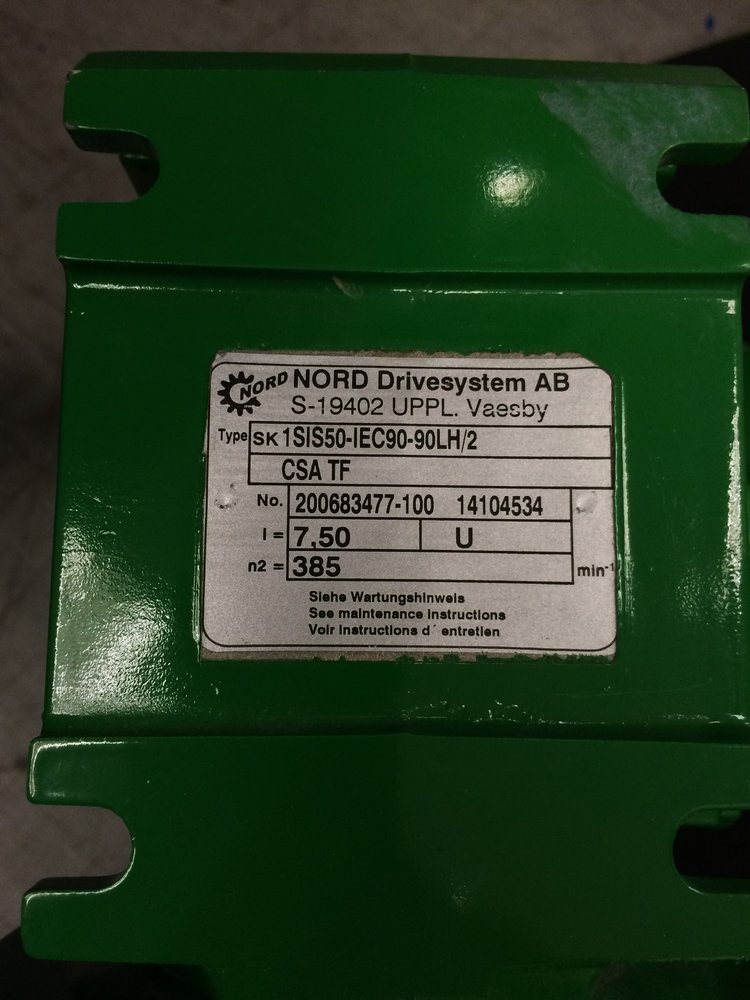 NORD NORD Drivesystem AB
S-19402 UPPL. Vaesby
Type SK 1SIS50-IEC90-90LH/2
CSA TF
No. 200683477-100 14104534
I = 7,50 U
n2 = 385 min⁻¹
Siehe Wartungshinweis
See maintenance instructions
Voir instructions d´ entretien